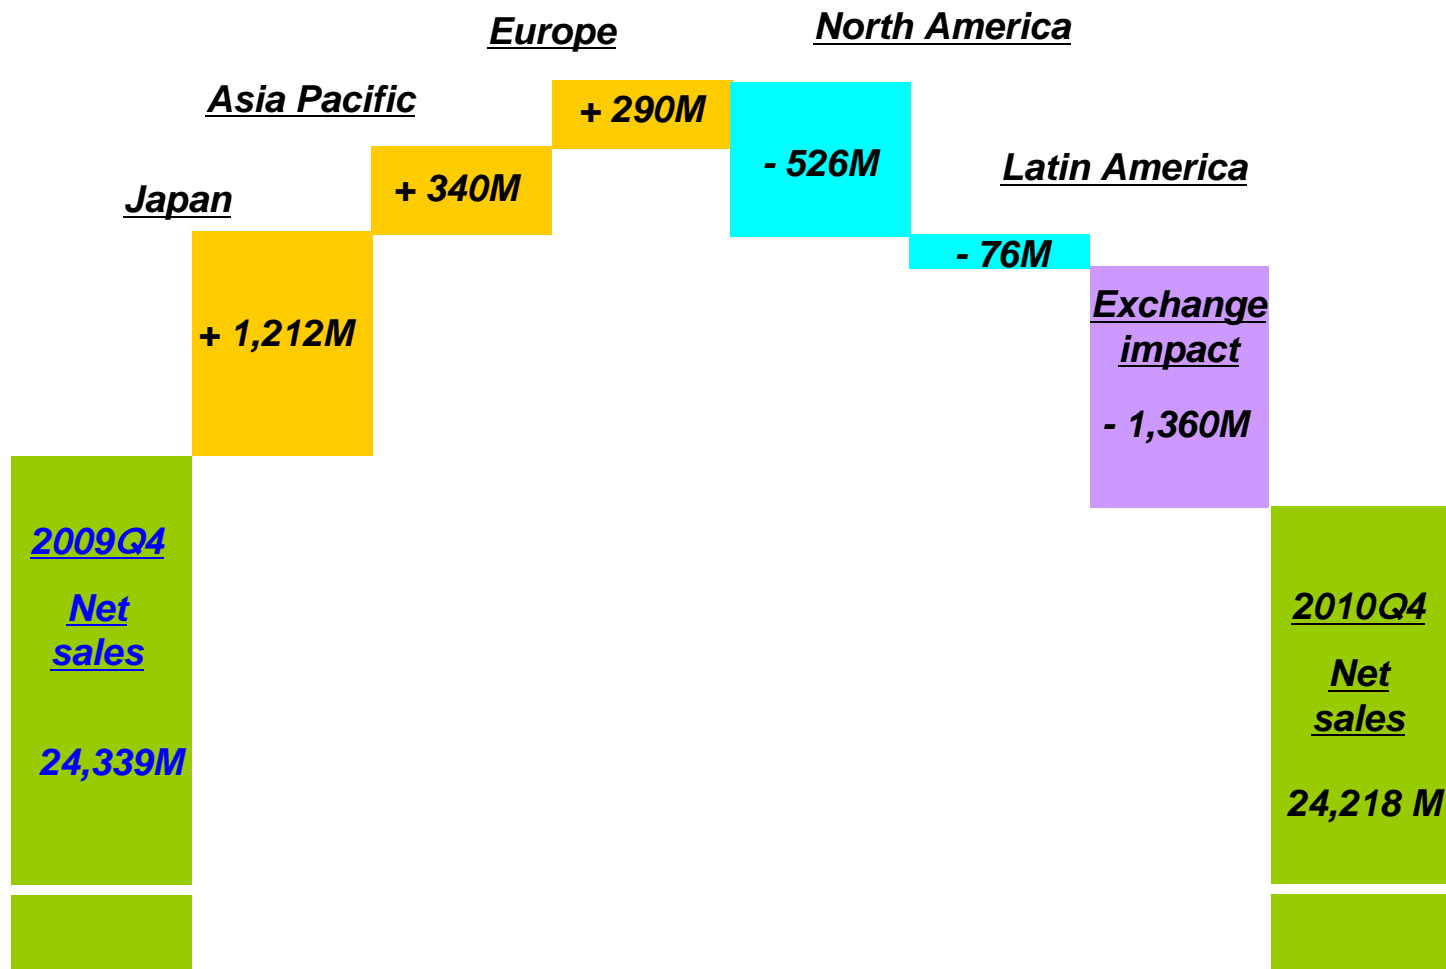 Europe
North America
Asia Pacific
+ 290M
- 526M
Latin America
Japan
+ 340M
- 76M
+ 1,212M
Exchange
impact
- 1,360M
2009Q4
Net
sales
24,339M
2010Q4
Net
sales
24,218 M